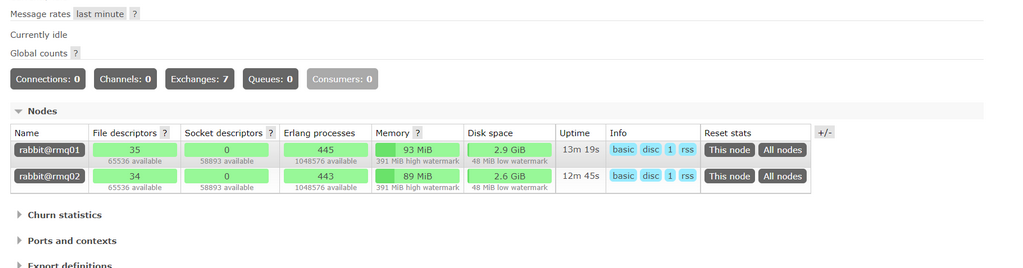 Message rates last minute ?
Currently idle
Global counts ?
Connections: 0 Channels: 0 Exchanges: 7 Queues: 0 Consumers: 0
Nodes
Name File descriptors ? Socket descriptors ? Erlang processes Memory ? Disk space Uptime Info Reset stats +/-
rabbit@rmq01 35 0 445 93 MiB 2.9 GiB 13m 19s basic disc 1 rss This node All nodes
65536 available 58893 available 1048576 available 391 MiB high watermark 48 MiB low watermark
rabbit@rmq02 34 0 443 89 MiB 2.6 GiB 12m 45s basic disc 1 rss This node All nodes
65536 available 58893 available 1048576 available 391 MiB high watermark 48 MiB low watermark
Churn statistics
Ports and contexts
Export definitions